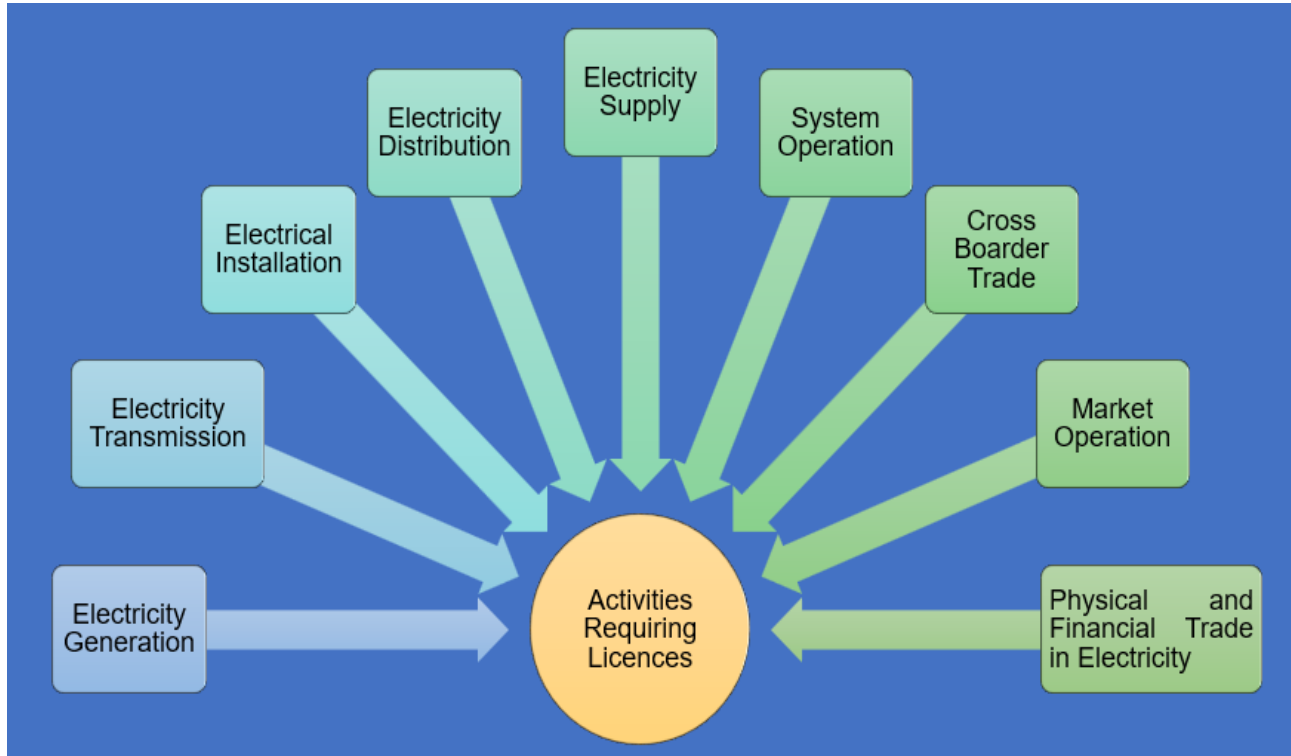 Electricity
Supply
Electricity
Distribution
System
Operation
Electrical
Installation
Cross
Boarder
Trade
Electricity
Transmission
Market
Operation
Electricity
Generation
Activities
Requiring
Licences
Physical and
Financial Trade
in Electricity